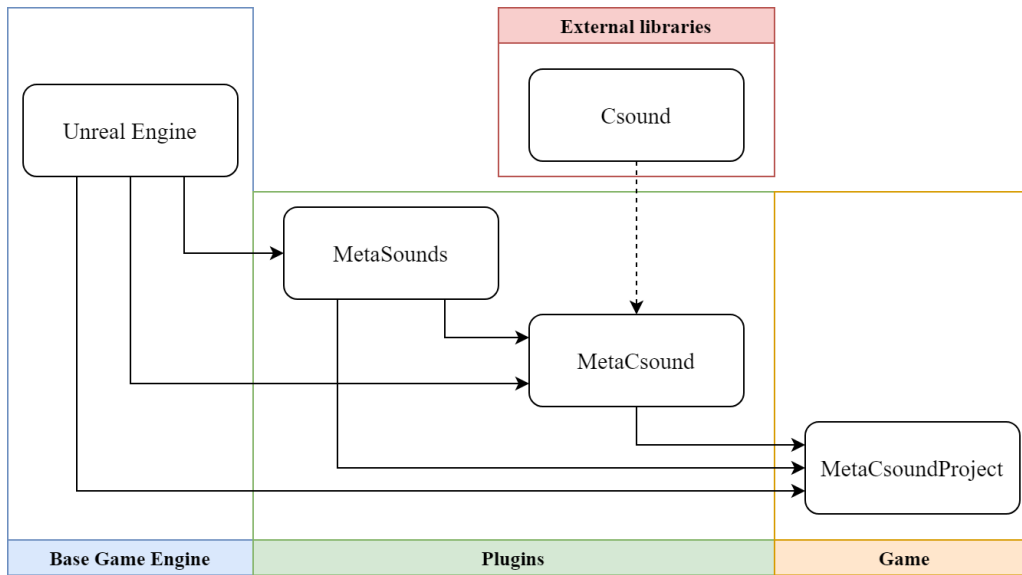 External libraries
Csound
Unreal Engine
MetaSounds
MetaCsound
MetaCsoundProject
Base Game Engine
Plugins
Game